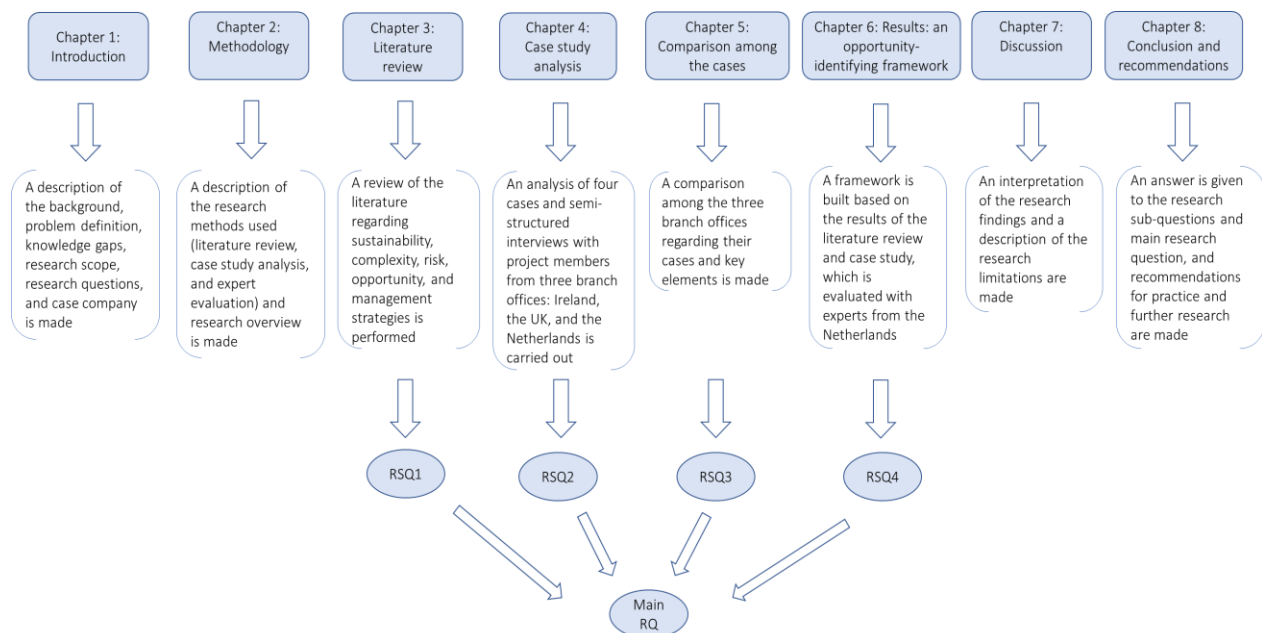 Chapter 1:
Introduction
Chapter 2:
Methodology
Chapter 3:
Literature
review
Chapter 4:
Case study
analysis
Chapter 5:
Comparison among
the cases
Chapter 6: Results: an
opportunity-
identifying framework
Chapter 7:
Discussion
Chapter 8:
Conclusion and
recommendations
A description of
the background,
problem definition,
knowledge gaps,
research scope,
research questions,
and case company
is made
A description of
the research
methods used
(literature review,
case study analysis,
and expert
evaluation) and
research overview
is made
A review of the
literature
regarding
sustainability,
complexity, risk,
opportunity, and
management
strategies is
performed
An analysis of four
cases and semi-
structured
interviews with
project members
from three branch
offices: Ireland,
the UK, and the
Netherlands is
carried out
A comparison
among the three
branch offices
regarding their
cases and key
elements is made
A framework is
built based on
the results of the
literature review
and case study,
which is
evaluated with
experts from the
Netherlands
An interpretation
of the research
findings and a
description of the
research
limitations are
made
An answer is given
to the research
sub-questions and
main research
question, and
recommendations
for practice and
further research
are made
RSQ1
RSQ2
RSQ3
RSQ4
Main
RQ